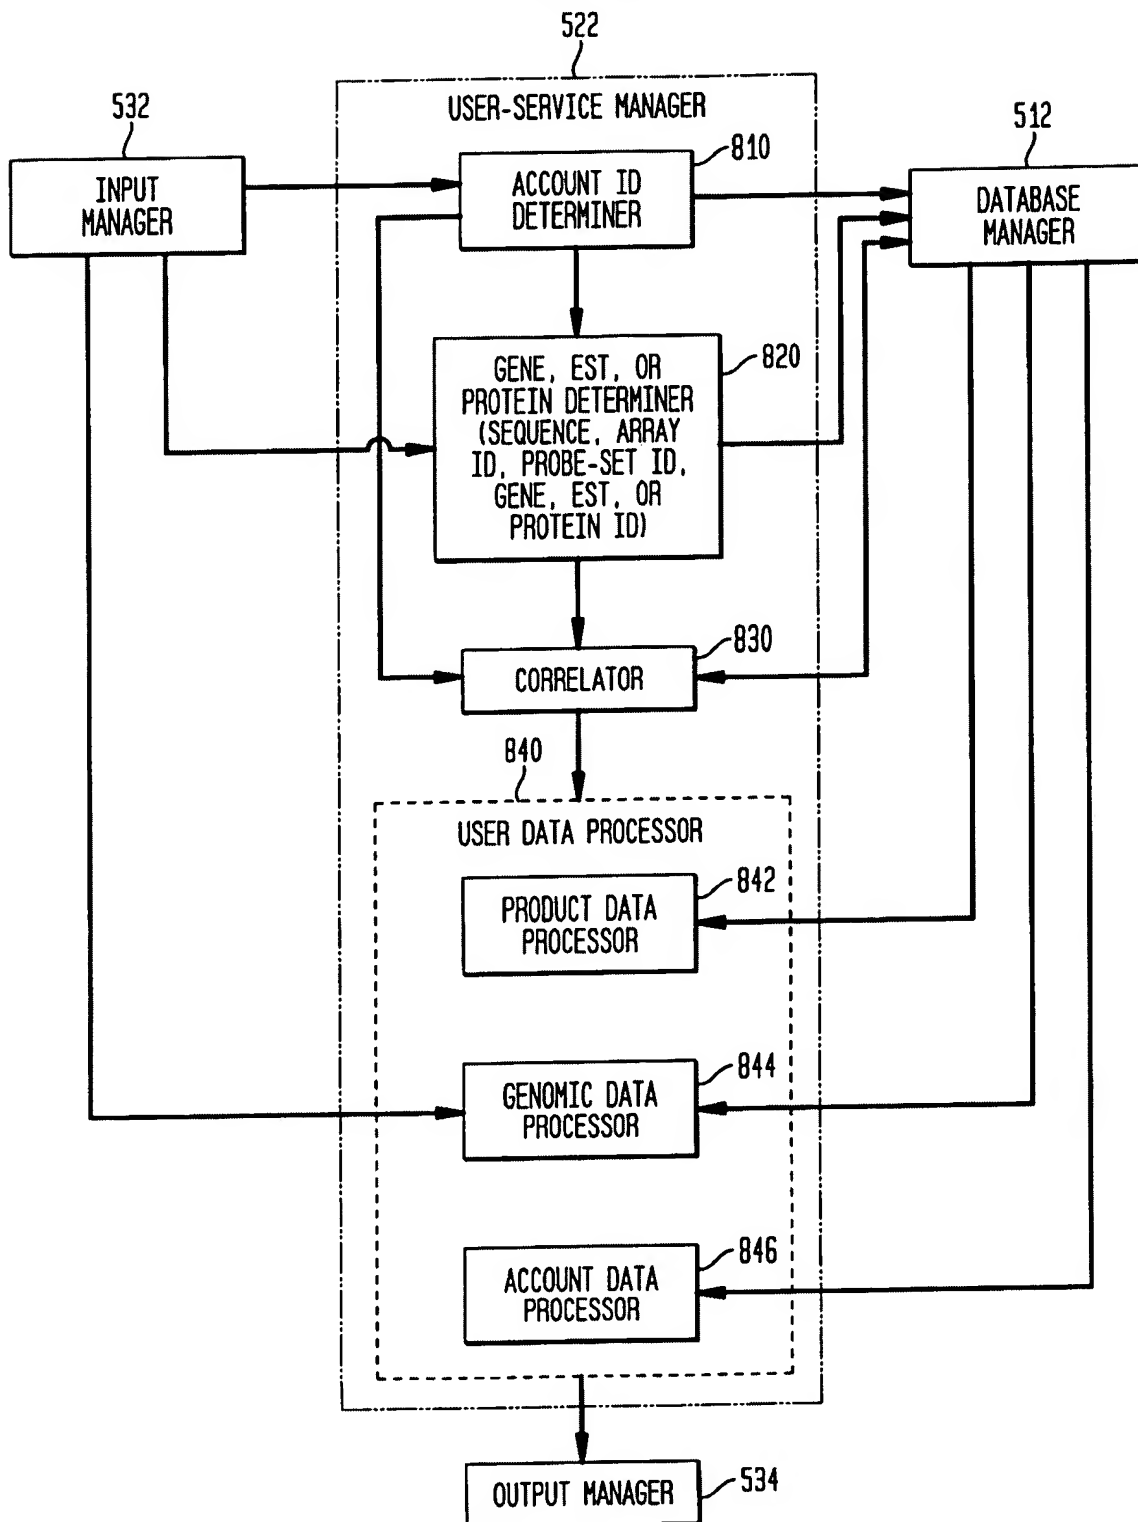 522
USER-SERVICE MANAGER
532
INPUT
MANAGER
810
ACCOUNT ID
DETERMINER
512
DATABASE
MANAGER
820
GENE, EST, OR
PROTEIN DETERMINER
(SEQUENCE, ARRAY
ID, PROBE-SET ID,
GENE, EST, OR
PROTEIN ID)
830
CORRELATOR
840
USER DATA PROCESSOR
842
PRODUCT DATA
PROCESSOR
844
GENOMIC DATA
PROCESSOR
846
ACCOUNT DATA
PROCESSOR
OUTPUT MANAGER
534